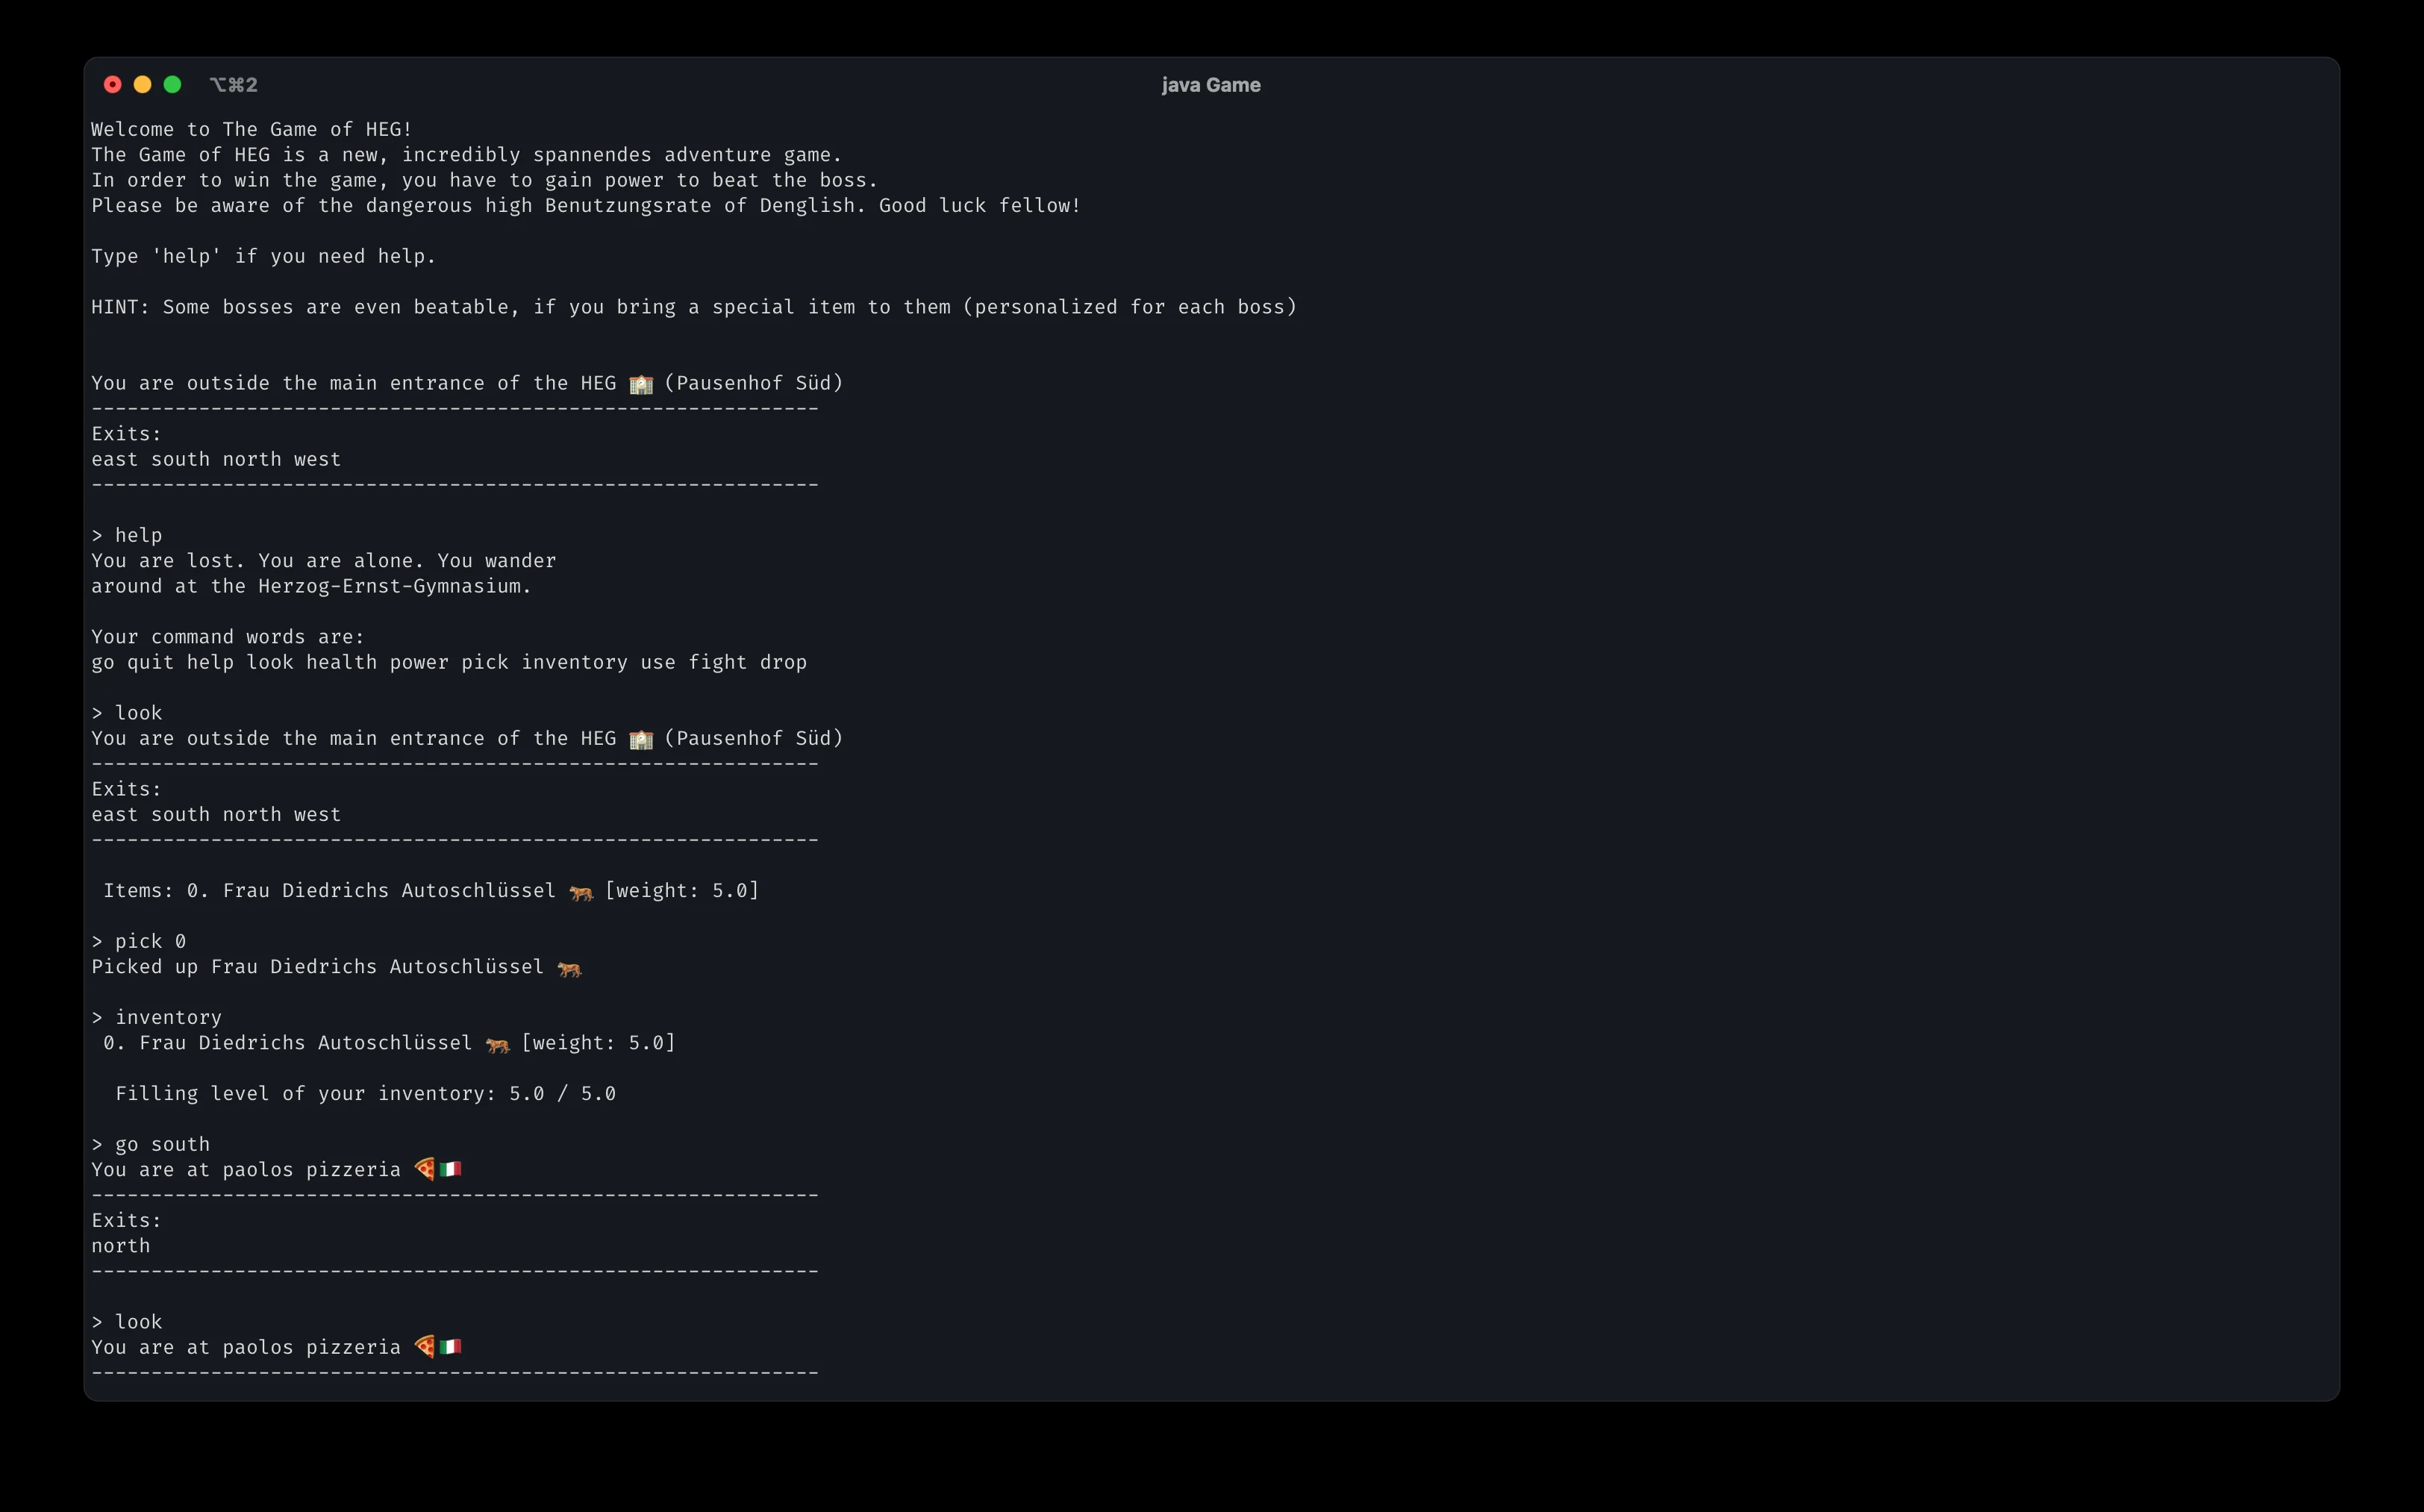 ⌥⌘2
java Game
Welcome to The Game of HEG!
The Game of HEG is a new, incredibly spannendes adventure game.
In order to win the game, you have to gain power to beat the boss.
Please be aware of the dangerous high Benutzungsrate of Denglish. Good luck fellow!
Type 'help' if you need help.
HINT: Some bosses are even beatable, if you bring a special item to them (personalized for each boss)
You are outside the main entrance of the HEG 🏫 (Pausenhof Süd)
-------------------------------------------------------------
Exits:
east south north west
-------------------------------------------------------------
> help
You are lost. You are alone. You wander
around at the Herzog-Ernst-Gymnasium.
Your command words are:
go quit help look health power pick inventory use fight drop
> look
You are outside the main entrance of the HEG 🏫 (Pausenhof Süd)
-------------------------------------------------------------
Exits:
east south north west
-------------------------------------------------------------
Items: 0. Frau Diedrichs Autoschlüssel 🐅 [weight: 5.0]
> pick 0
Picked up Frau Diedrichs Autoschlüssel 🐅
> inventory
0. Frau Diedrichs Autoschlüssel 🐅 [weight: 5.0]
Filling level of your inventory: 5.0 / 5.0
> go south
You are at paolos pizzeria 🍕🇮🇹
-------------------------------------------------------------
Exits:
north
-------------------------------------------------------------
> look
You are at paolos pizzeria 🍕🇮🇹
-------------------------------------------------------------